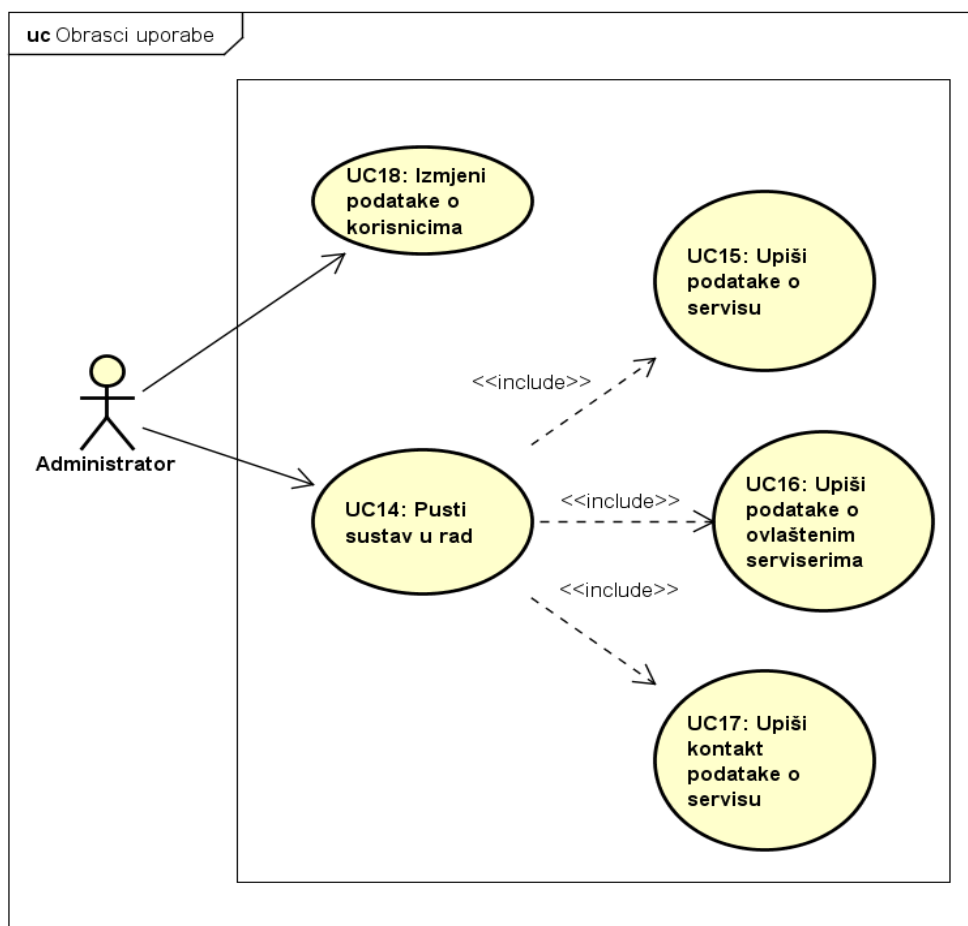 uc Obrasci uporabe
UC18: Izmjeni
podatake o
korisnicima
UC15: Upiši
podatake o
servisu
<<include>>
Administrator
UC14: Pusti
sustav u rad
<<include>>
UC16: Upiši
podatake o
ovlaštenim
serviserima
<<include>>
UC17: Upiši
kontakt
podatake o
servisu